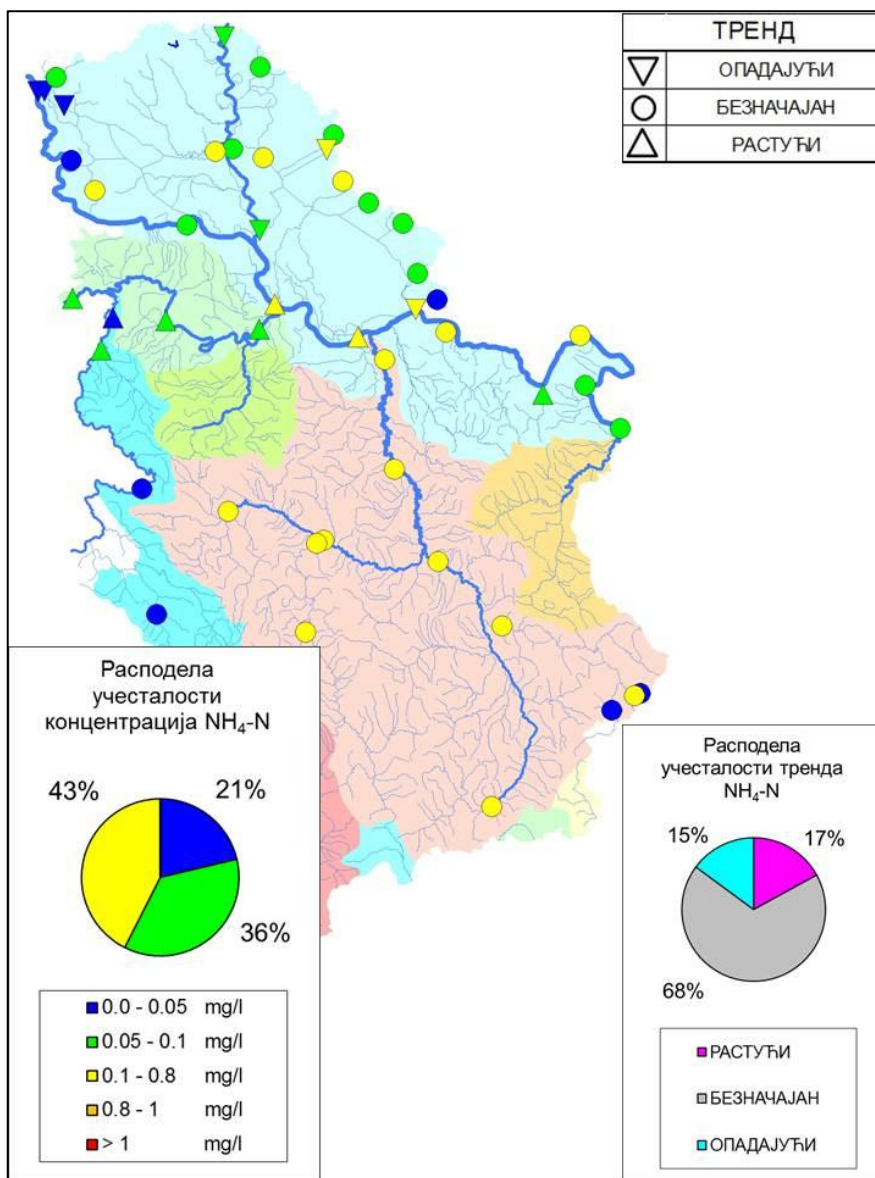 ТРЕНД
ОПАДАЈУЋИ
БЕЗНАЧАЈАН
РАСТУЋИ
Расподела
учесталости
концентрација NH₄-N
43%
21%
36%
0.0 - 0.05 mg/l
0.05 - 0.1 mg/l
0.1 - 0.8 mg/l
0.8 - 1 mg/l
> 1 mg/l
Расподела
учесталости тренда
NH₄-N
15%
17%
68%
РАСТУЋИ
БЕЗНАЧАЈАН
ОПАДАЈУЋИ